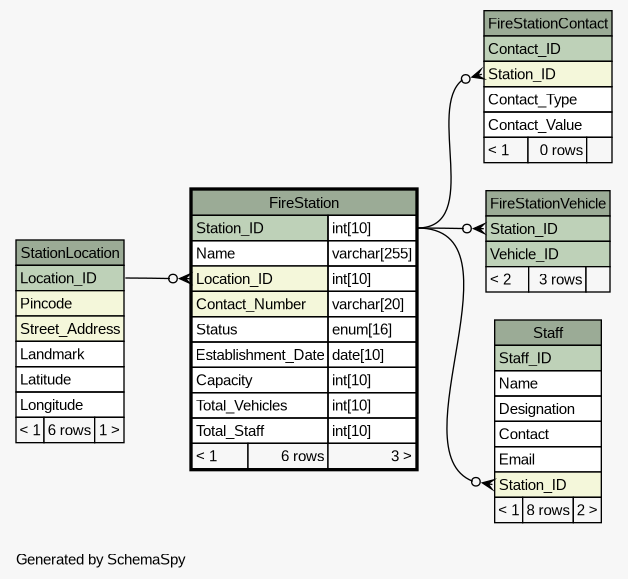 FireStationContact
Contact_ID
Station_ID
Contact_Type
Contact_Value
< 1 0 rows
FireStation
Station_ID int[10]
Name varchar[255]
Location_ID int[10]
Contact_Number varchar[20]
Status enum[16]
Establishment_Date date[10]
Capacity int[10]
Total_Vehicles int[10]
Total_Staff int[10]
< 1 6 rows 3 >
FireStationVehicle
Station_ID
Vehicle_ID
< 2 3 rows
StationLocation
Location_ID
Pincode
Street_Address
Landmark
Latitude
Longitude
< 1 6 rows 1 >
Staff
Staff_ID
Name
Designation
Contact
Email
Station_ID
< 1 8 rows 2 >
Generated by SchemaSpy